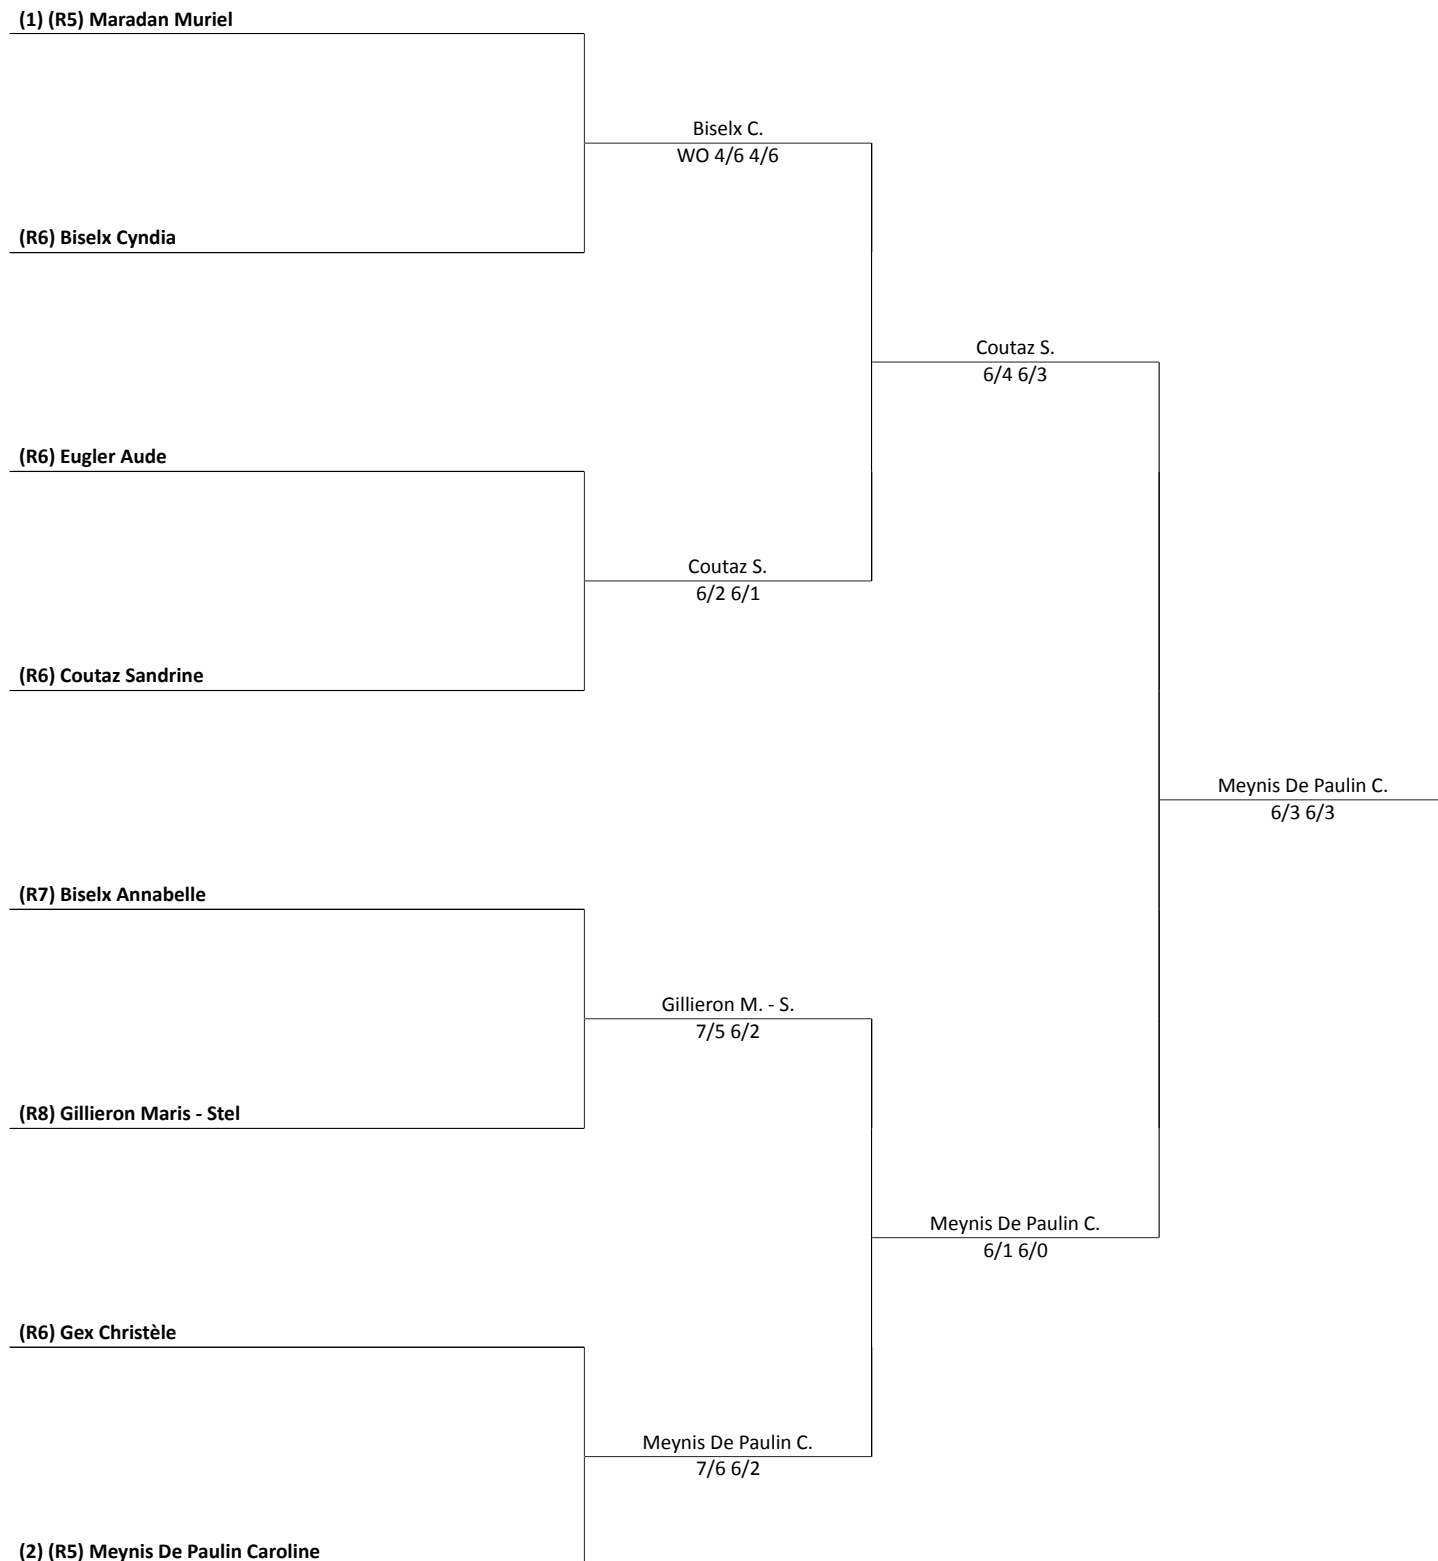 (1) (R5) Maradan Muriel
Biselx C.
WO 4/6 4/6
(R6) Biselx Cyndia
Coutaz S.
6/4 6/3
(R6) Eugler Aude
Coutaz S.
6/2 6/1
(R6) Coutaz Sandrine
Meynis De Paulin C.
6/3 6/3
(R7) Biselx Annabelle
Gillieron M. - S.
7/5 6/2
(R8) Gillieron Maris - Stel
Meynis De Paulin C.
6/1 6/0
(R6) Gex Christèle
Meynis De Paulin C.
7/6 6/2
(2) (R5) Meynis De Paulin Caroline